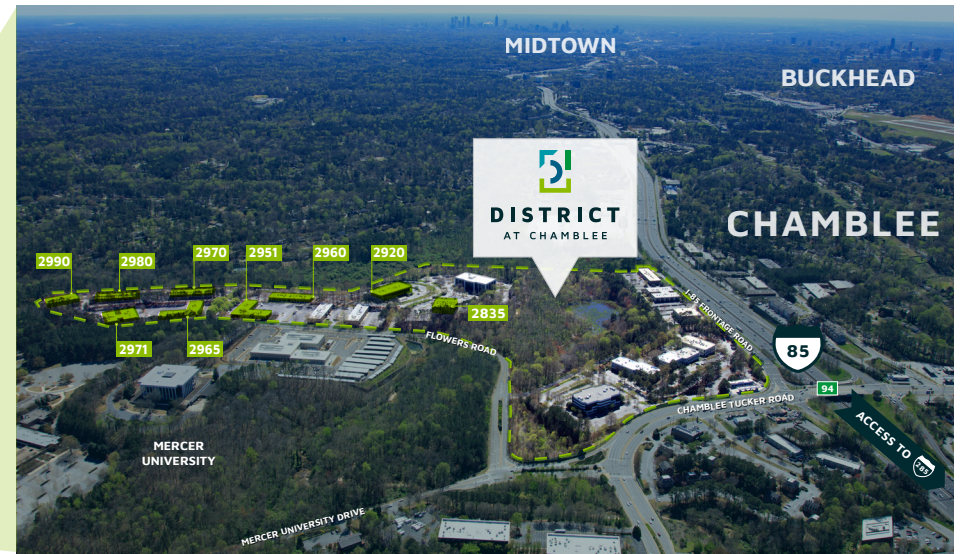 MIDTOWN
BUCKHEAD
DISTRICT
AT CHAMBLEE
CHAMBLEE
2990
2980
2970
2951
2960
2920
2835
2971
2965
FLOWERS ROAD
I-85 FRONTAGE ROAD
85
94
CHAMBLEE TUCKER ROAD
ACCESS TO 285
MERCER
UNIVERSITY
MERCER UNIVERSITY DRIVE